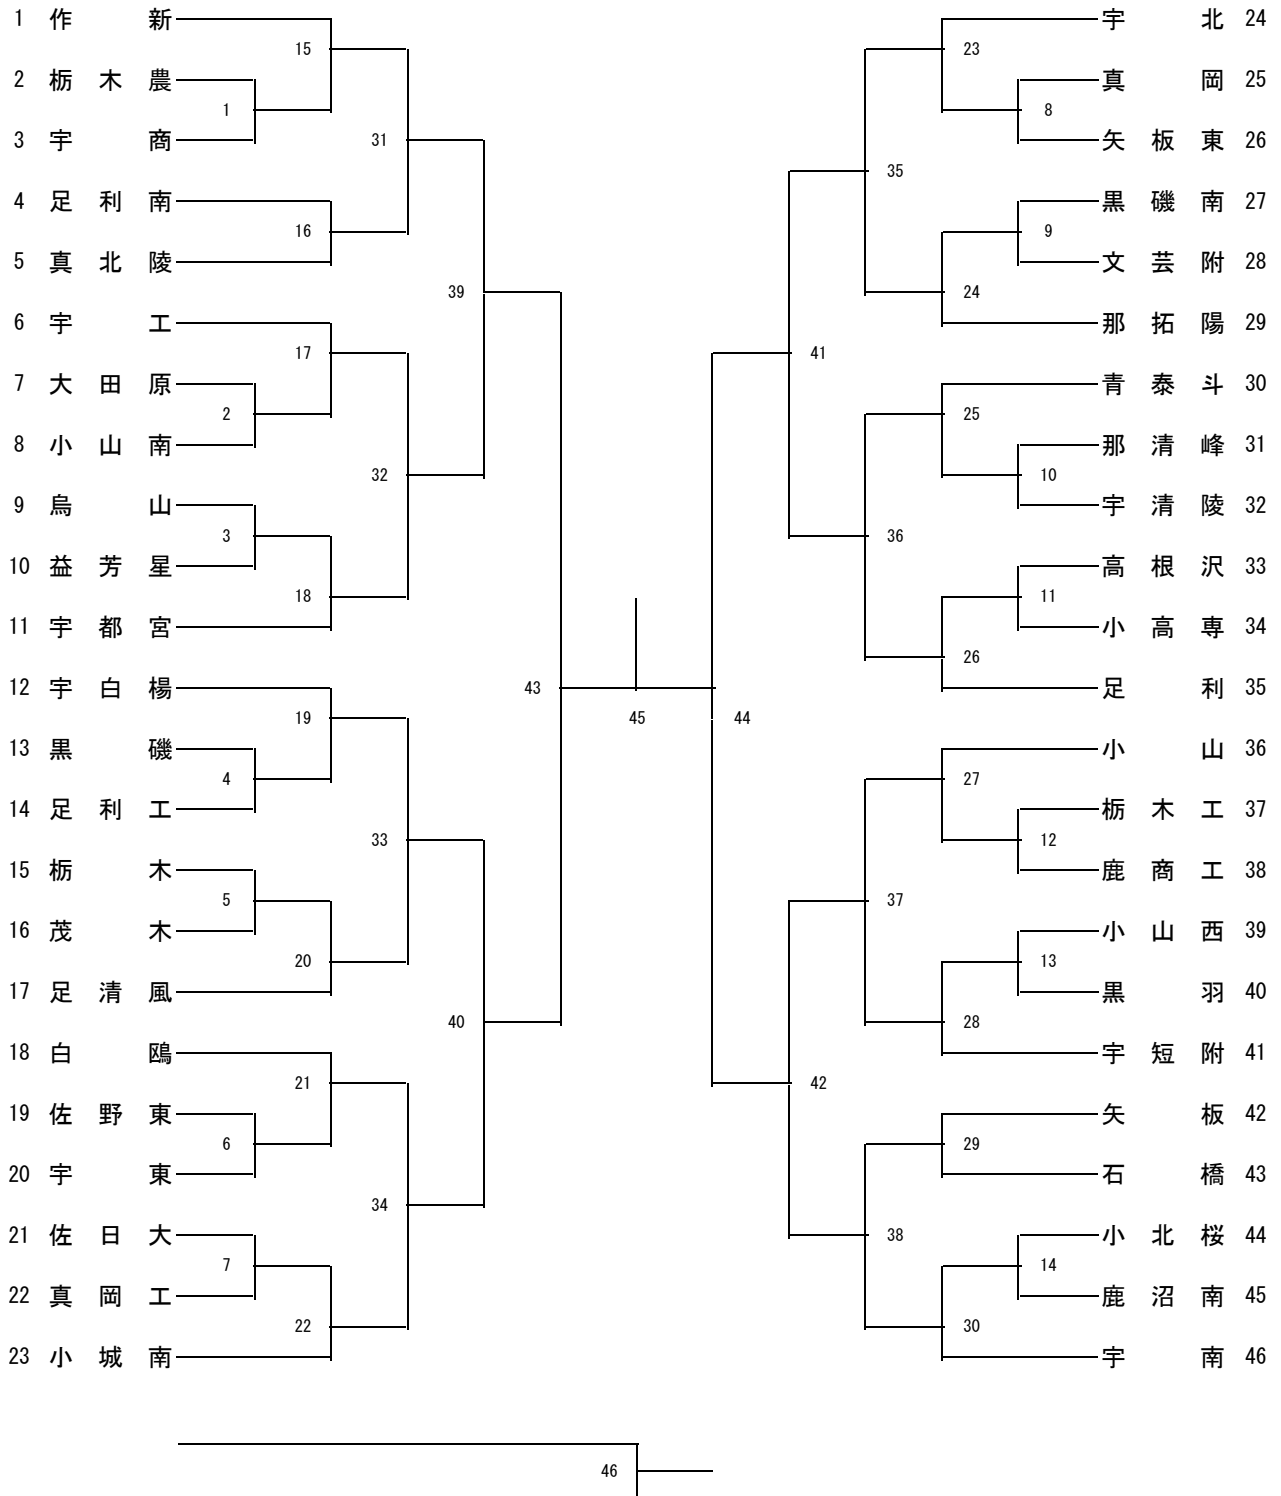 1 作新 宇北 24
15 23
2 栃木農 真岡 25
1 8
3 宇商 31 矢板東 26
35
4 足利南 黒磯南 27
16 9
5 真北陵 文芸附 28
39 24
6 宇工 那拓陽 29
17 41
7 大田原 青泰斗 30
2 25
8 小山南 那清峰 31
32 10
9 烏山 宇清陵 32
3 36
10 益芳星 高根沢 33
18 11
11 宇都宮 小高専 34
26
12 宇白楊 43 足利 35
19 45 44
13 黒磯 小山 36
4 27
14 足利工 栃木工 37
33 12
15 栃木 鹿商工 38
5 37
16 茂木 小山西 39
20 13
17 足清風 黒羽 40
40 28
18 白鴎 宇短附 41
21 42
19 佐野東 矢板 42
6 29
20 宇東 石橋 43
34
21 佐日大 38 小北桜 44
7 14
22 真岡工 鹿沼南 45
22 30
23 小城南 宇南 46
46